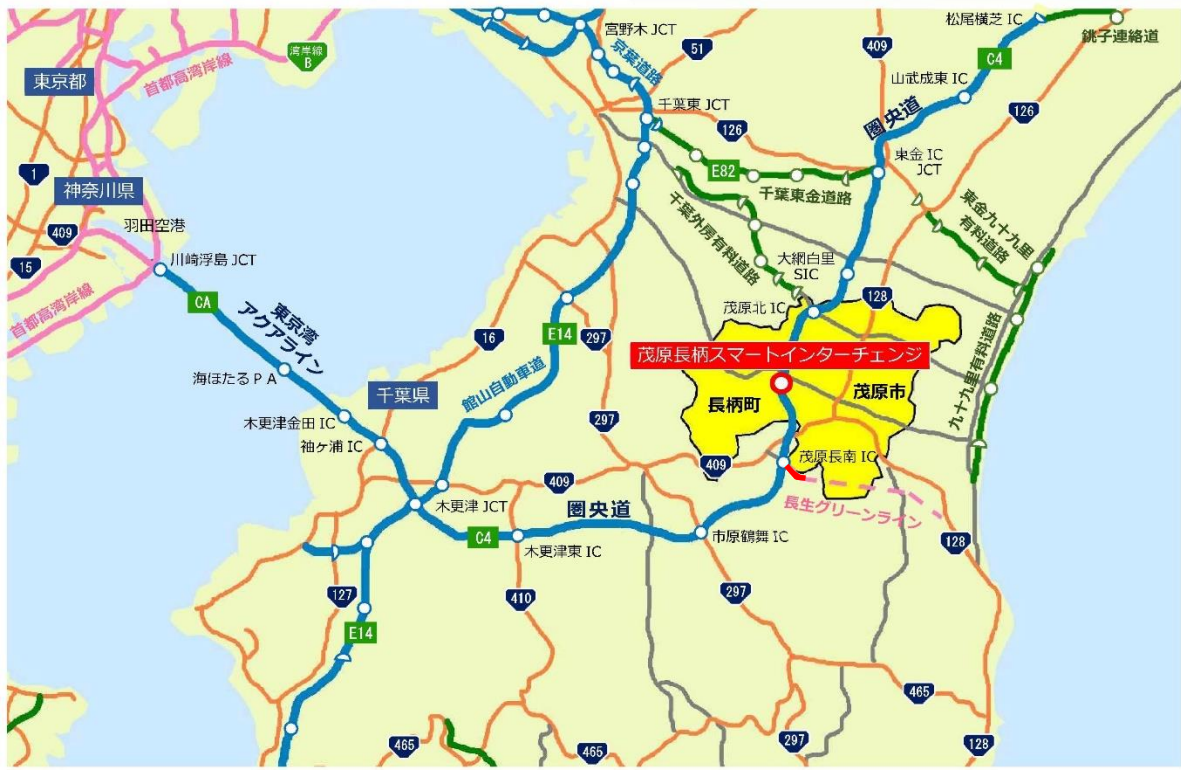 松尾横芝 IC
銚子連絡道
宮野木 JCT
湾岸線
B
首都高湾岸線
東京都
51
409
C4
京葉道路
山武成東 IC
千葉東 JCT
126
126
圏央道
1
神奈川県
E82
東金 IC
JCT
千葉東金道路
409
羽田空港
15
川崎浮島 JCT
首都高湾岸線
千葉外房有料道路
東金九十九里
有料道路
大網白里
SIC
CA
東京湾
アクアライン
128
茂原北 IC
16
E14
297
茂原長柄スマートインターチェンジ
海ほたるPA
館山自動車道
千葉県
長柄町
茂原市
九十九里有料道路
木更津金田 IC
297
袖ヶ浦 IC
409
茂原長南 IC
409
木更津 JCT
圏央道
長生グリーンライン
C4
木更津東 IC
市原鶴舞 IC
128
127
410
297
E14
465
465
465
297
128